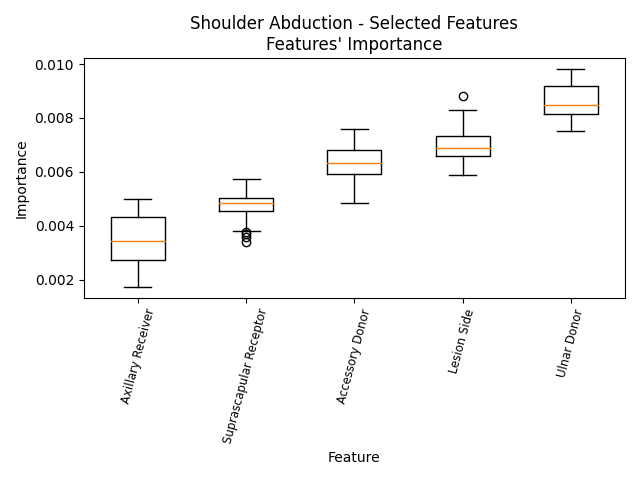 Shoulder Abduction - Selected Features
Features' Importance
0.010
0.008
0.006
0.004
0.002
Importance
Axillary Receiver
Suprascapular Receptor
Accessory Donor
Lesion Side
Ulnar Donor
Feature